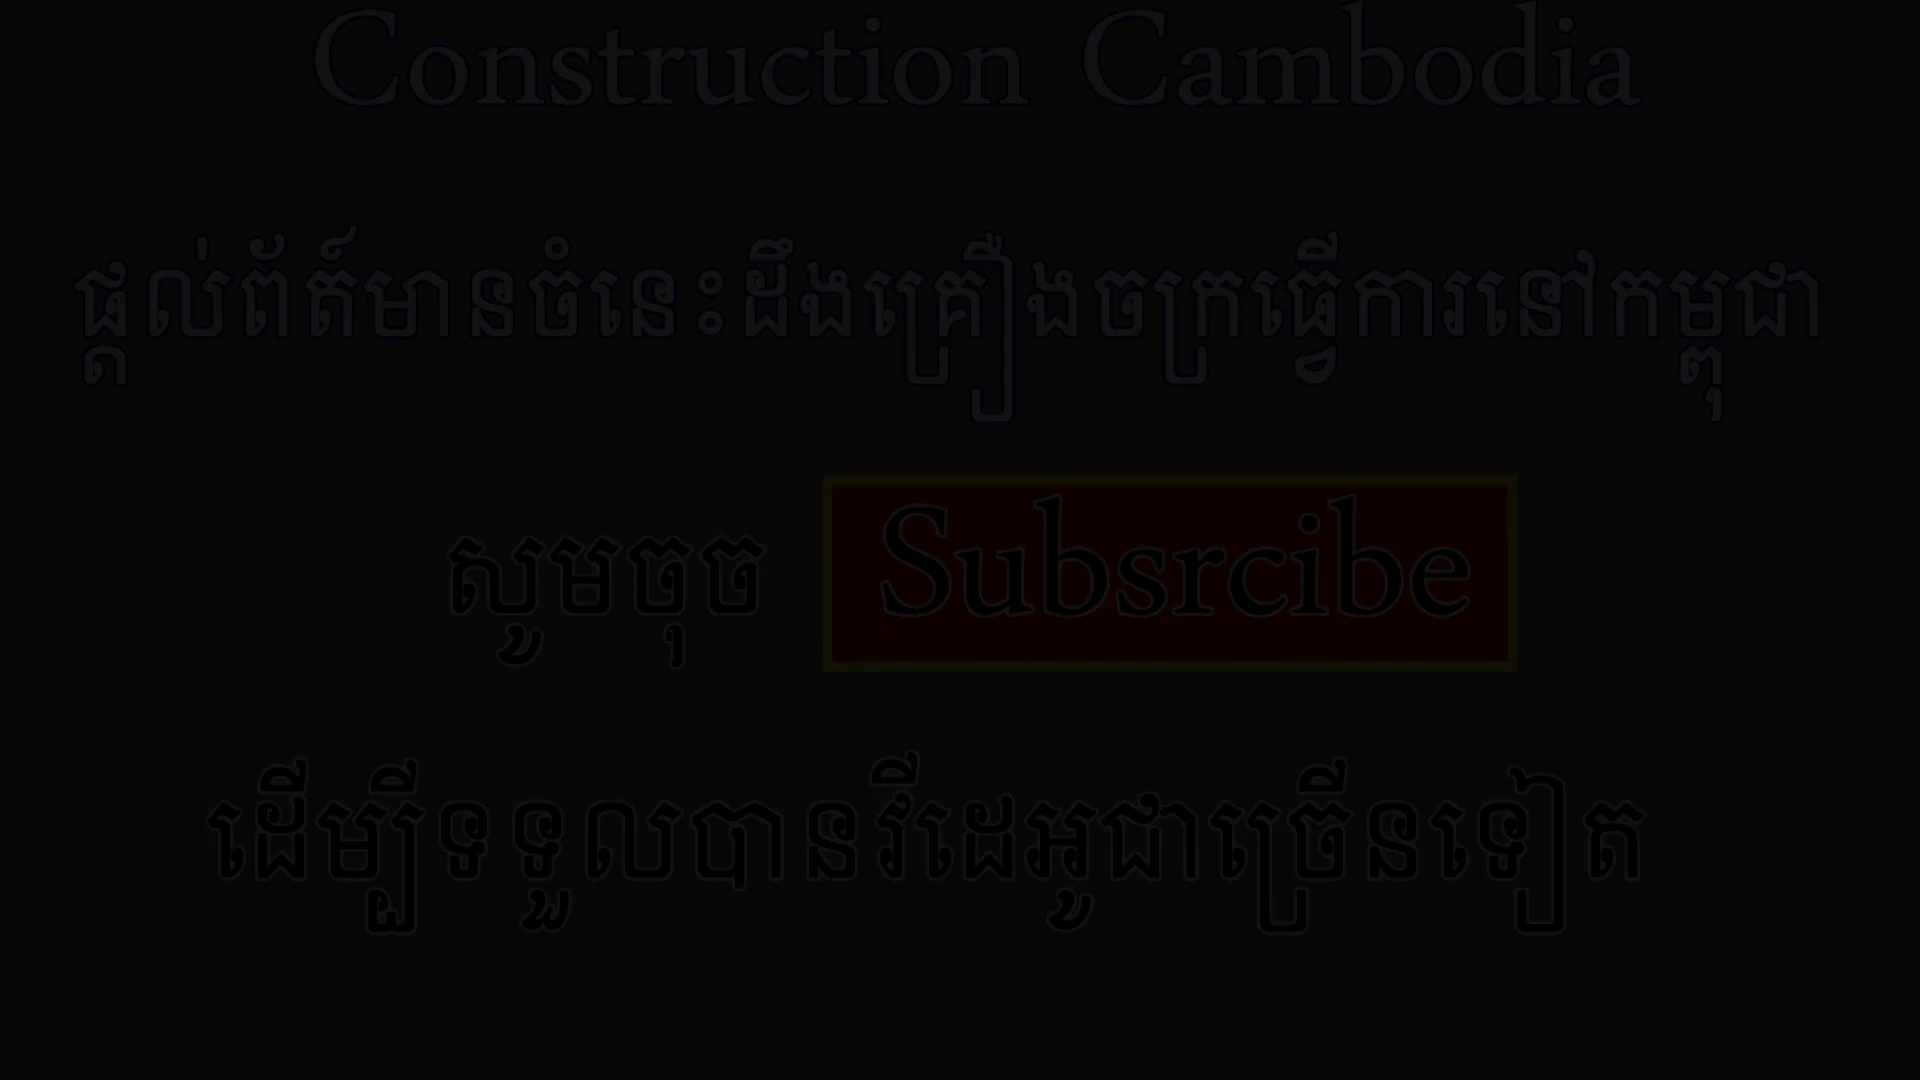 Construction Cambodia
ផ្តល់ព័ត៍មានចំនេះដឹងគ្រឿងចក្រធ្វើការនៅកម្ពុជា
សូមចុច Subsrcibe
ដើម្បីទទួលបានវីដេអូជាច្រើនទៀត